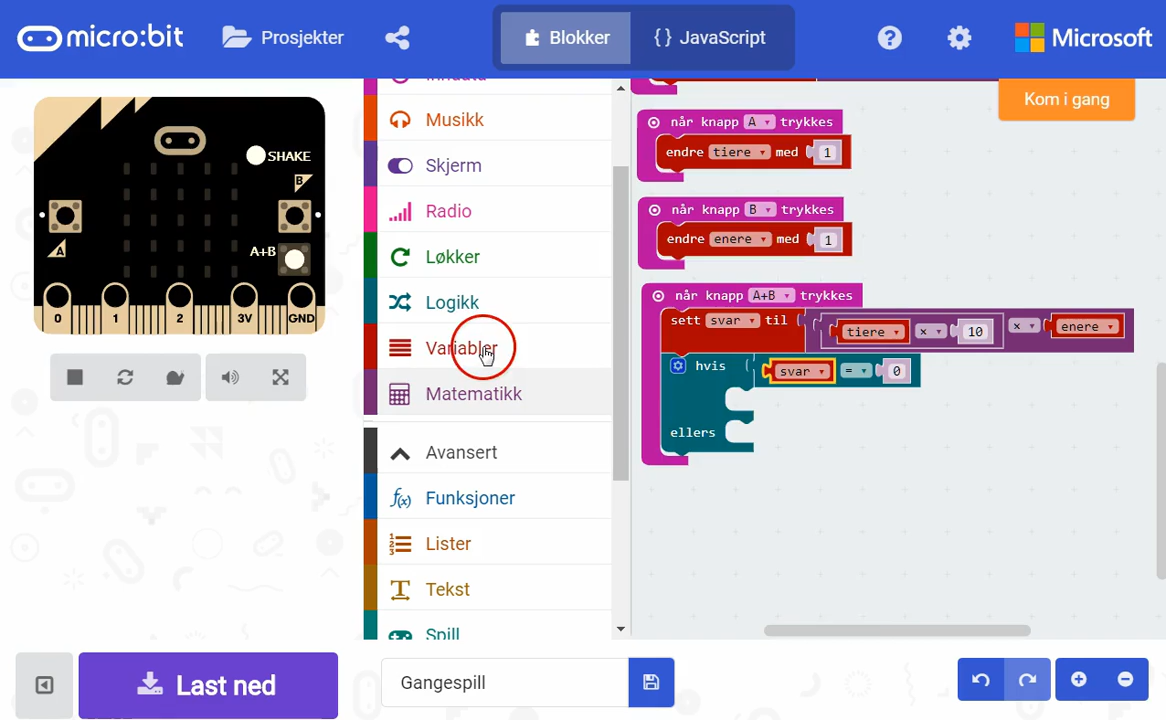 micro:bit
Prosjekter
Blokker
{ } JavaScript
?
Microsoft
Kom i gang
SHAKE
B
A
A+B
0 1 2 3V GND
Inndata
Musikk
Skjerm
Radio
Løkker
Logikk
Variabler
Matematikk
Avansert
Funksjoner
Lister
Tekst
Spill
når knapp A trykkes
endre tiere med 1
når knapp B trykkes
endre enere med 1
når knapp A+B trykkes
sett svar til tiere × 10 × enere
hvis svar = 0
ellers
Last ned
Gangespill